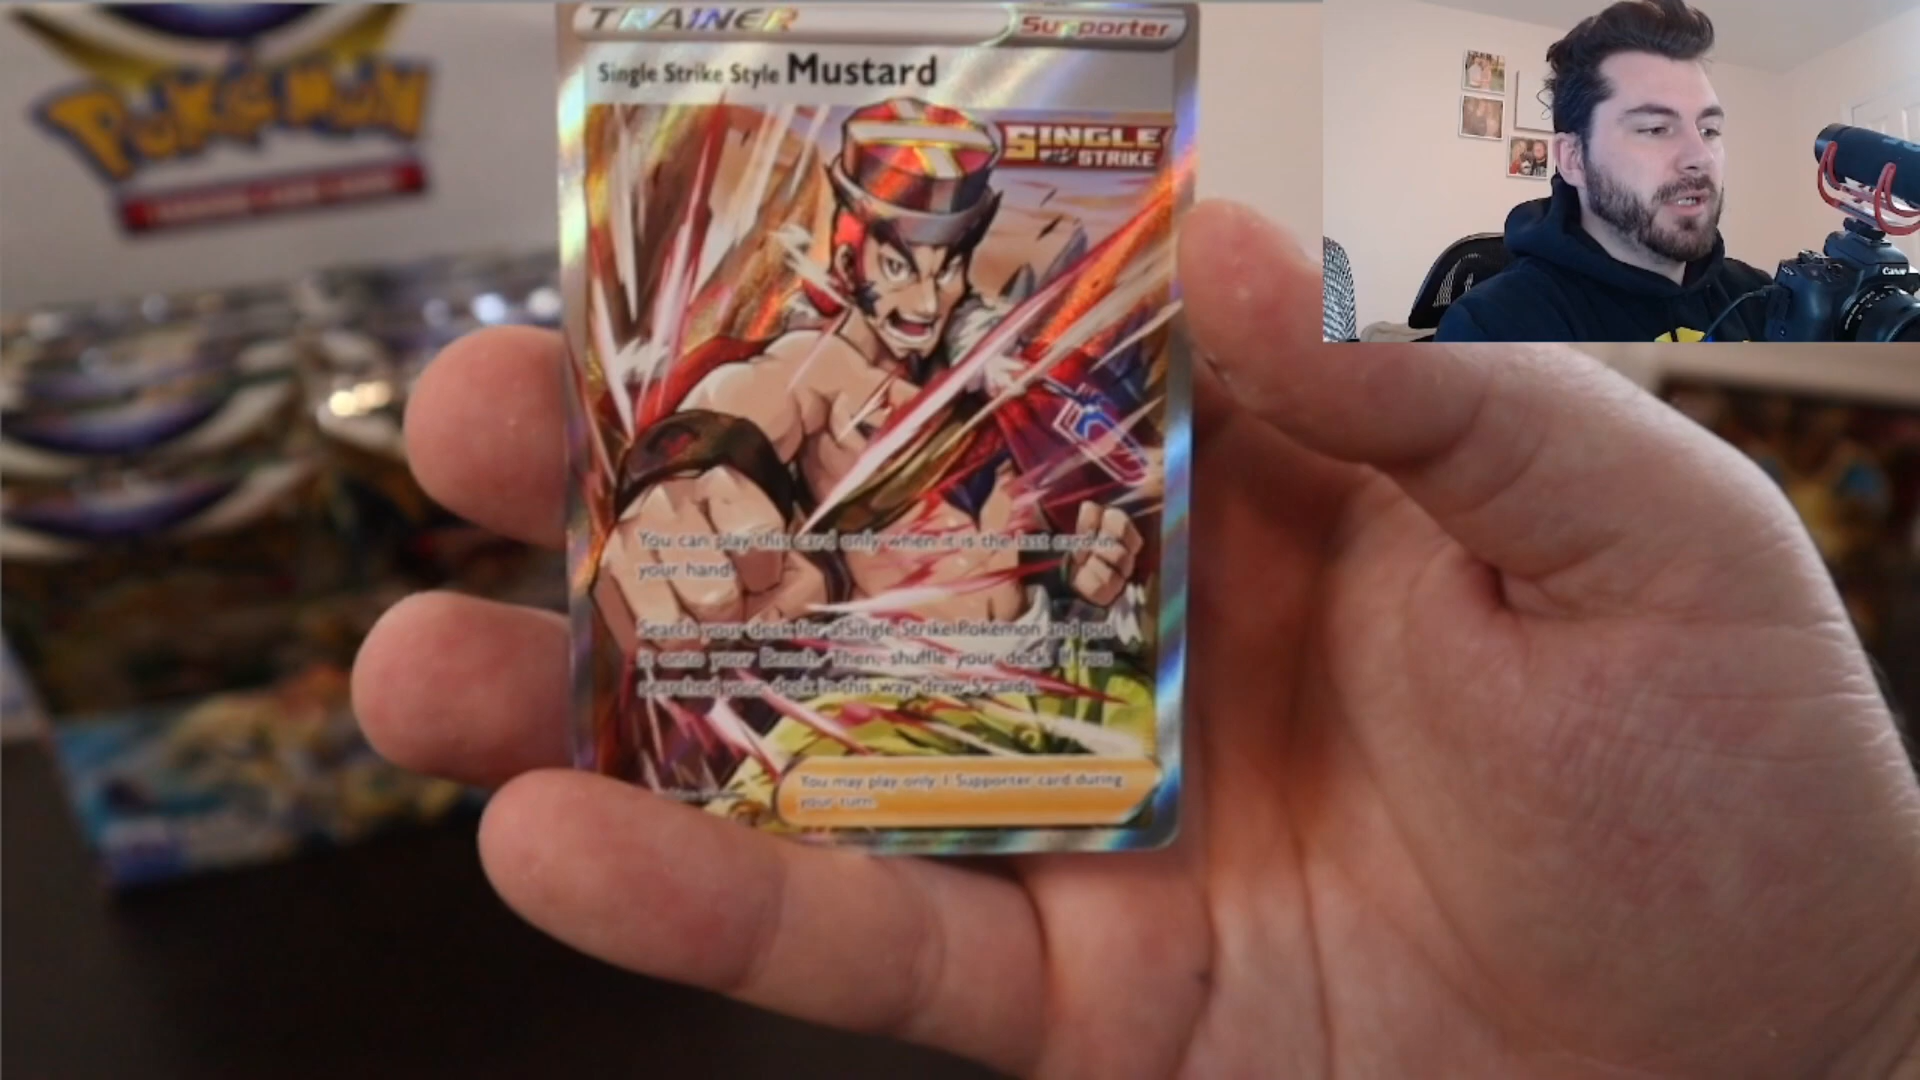 POKéMON
TRAINER
Supporter
Single Strike Style Mustard
SINGLE
STRIKE
You can play this card only when it is the last card in
your hand.
Search your deck for a Single Strike Pokémon and put
it onto your Bench. Then, shuffle your deck. If you
searched your deck in this way, draw 5 cards.
You may play only 1 Supporter card during
your turn.
Canon